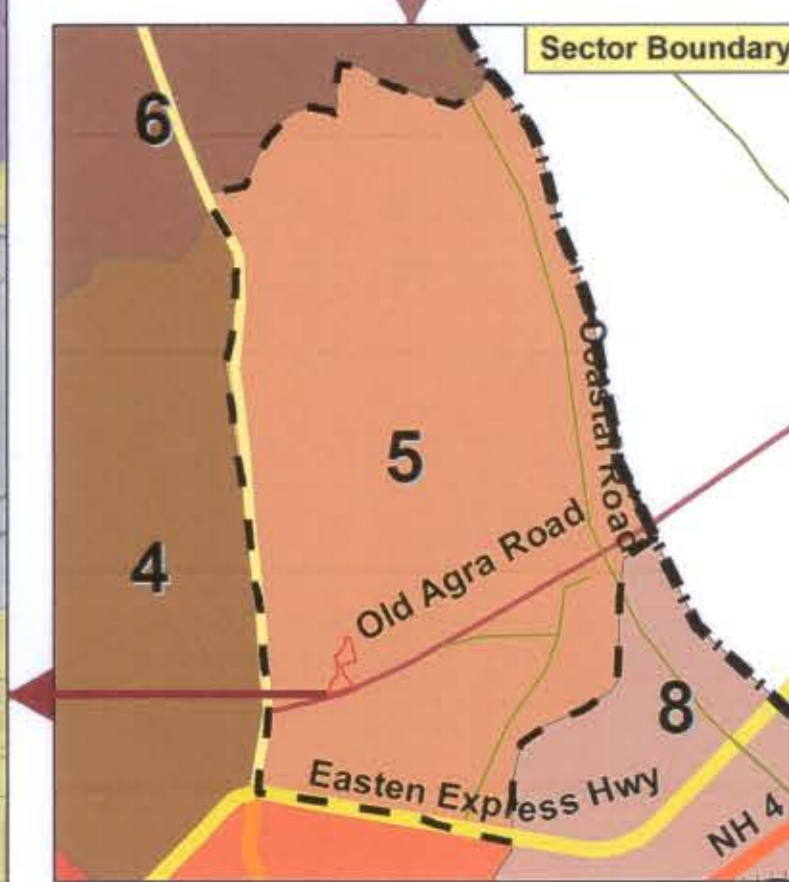 Sector Boundary
6
5
Coastal Road
4
Old Agra Road
8
Easten Express Hwy
NH 4